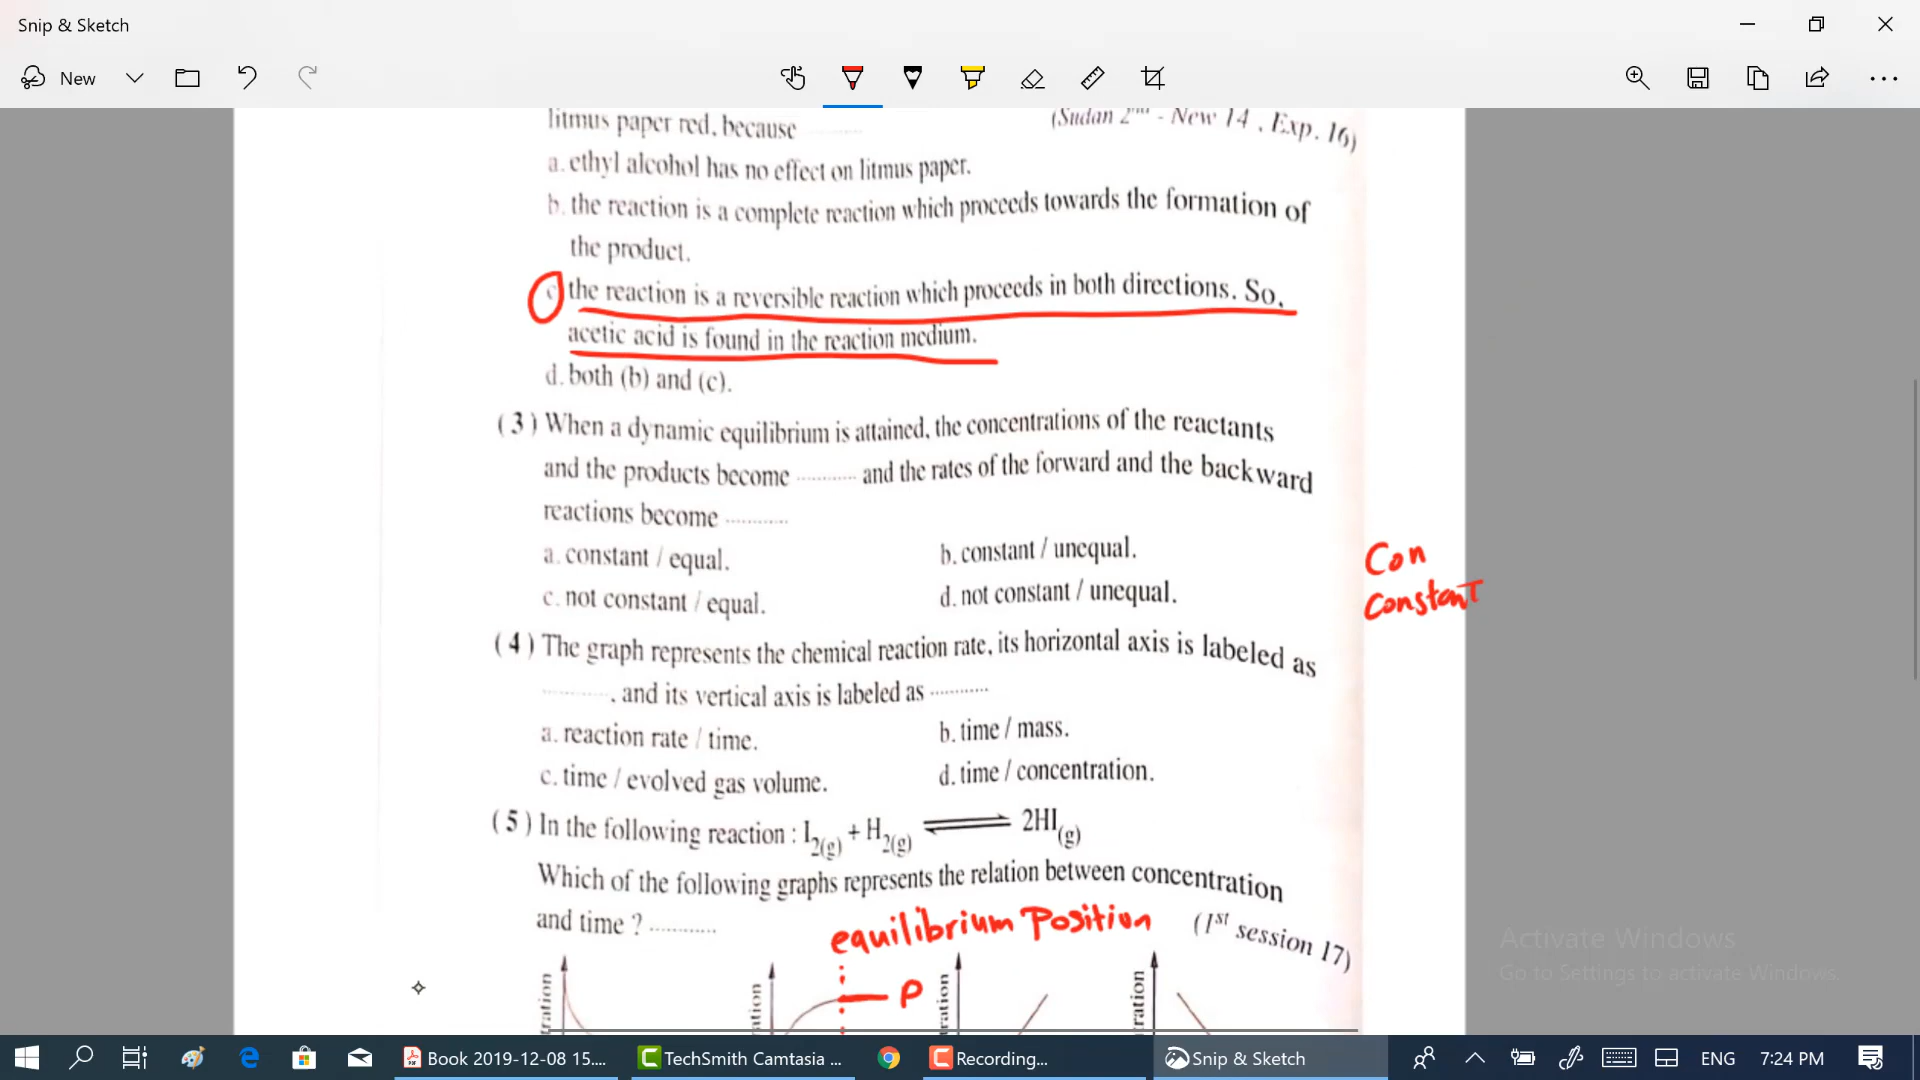 Snip & Sketch
New
litmus paper red, because ............
(Sudan 2nd - New 14 , Exp. 16)
a. ethyl alcohol has no effect on litmus paper.
b. the reaction is a complete reaction which proceeds towards the formation of
the product.
c. the reaction is a reversible reaction which proceeds in both directions. So,
acetic acid is found in the reaction medium.
d. both (b) and (c).
( 3 ) When a dynamic equilibrium is attained, the concentrations of the reactants
and the products become ............ and the rates of the forward and the backward
reactions become ............
a. constant / equal.
b. constant / unequal.
c. not constant / equal.
d. not constant / unequal.
Con
constant
( 4 ) The graph represents the chemical reaction rate, its horizontal axis is labeled as
............ , and its vertical axis is labeled as ............
a. reaction rate / time.
b. time / mass.
c. time / evolved gas volume.
d. time / concentration.
( 5 ) In the following reaction : I2(g) + H2(g) ⇌ 2HI(g)
Which of the following graphs represents the relation between concentration
and time ? ............
equilibrium Position
(1st session 17)
tration
tration
tration
tration
P
Activate Windows
Go to Settings to activate Windows.
Book 2019-12-08 15....
TechSmith Camtasia ...
Recording...
Snip & Sketch
ENG
7:24 PM